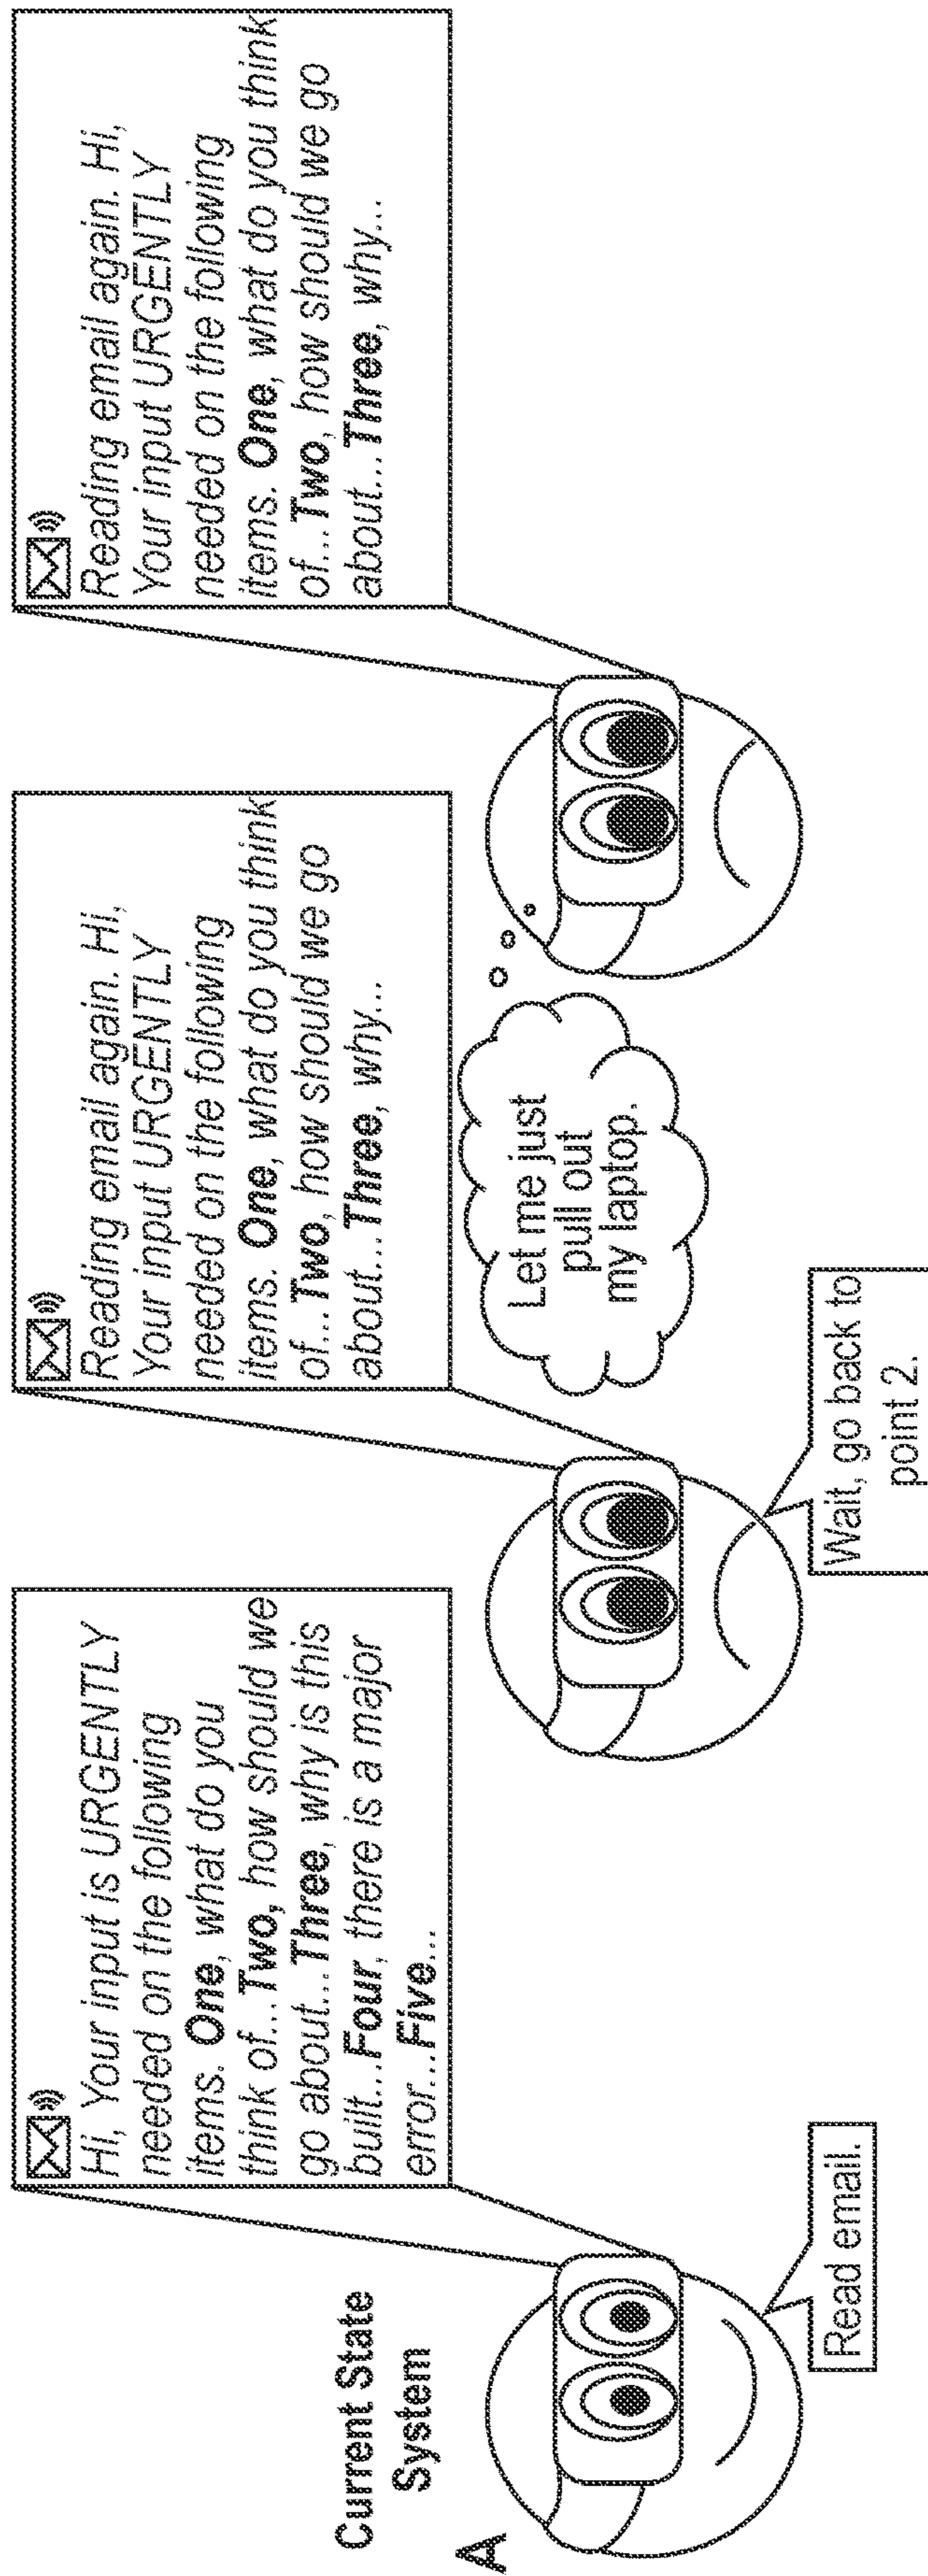 Current State
System
A
Hi, Your input is URGENTLY
needed on the following
items. One, what do you
think of...Two, how should we
go about...Three, why is this
built...Four, there is a major
error...Five...
Read email.
Reading email again. Hi,
Your input URGENTLY
needed on the following
items. One, what do you think
of...Two, how should we go
about...Three, why...
Wait, go back to
point 2.
Reading email again. Hi,
Your input URGENTLY
needed on the following
items. One, what do you think
of...Two, how should we go
about...Three, why...
Let me just
pull out
my laptop.